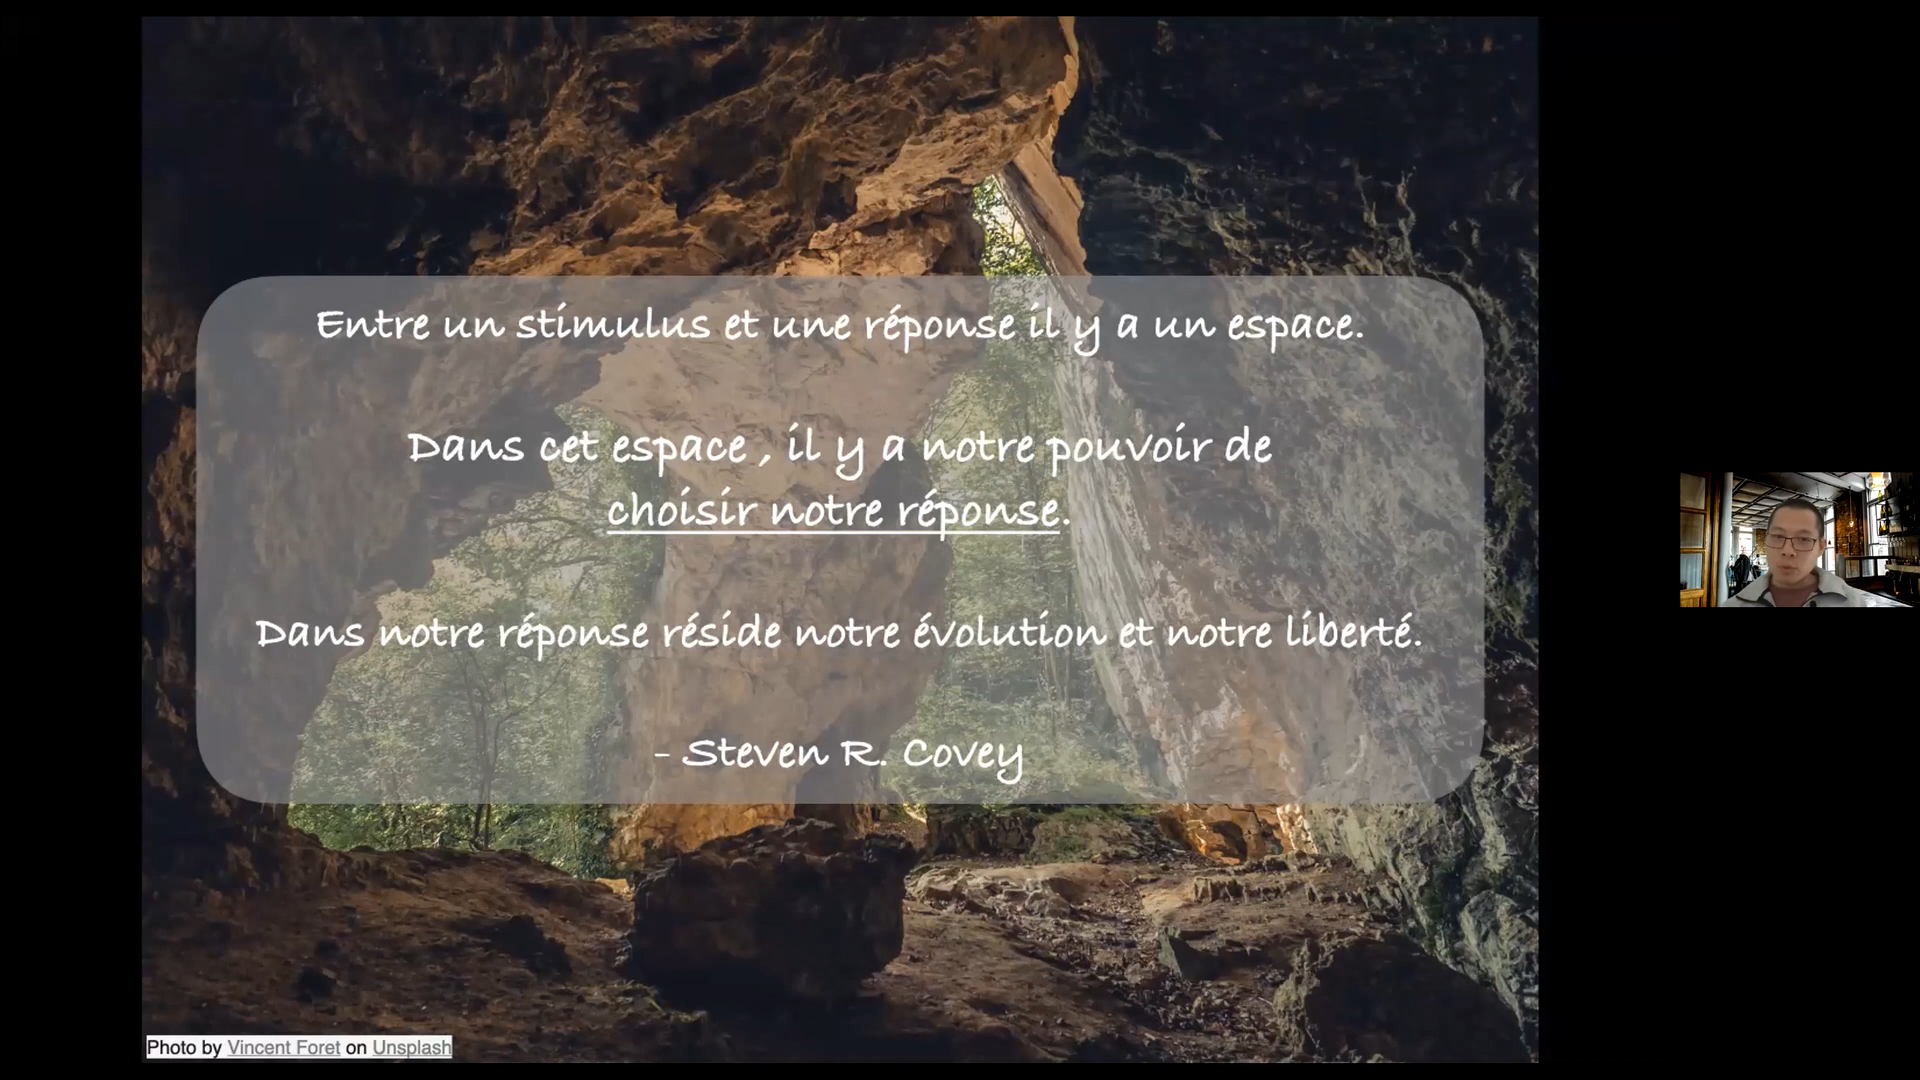 Entre un stimulus et une réponse il y a un espace.
Dans cet espace , il y a notre pouvoir de
choisir notre réponse.
Dans notre réponse réside notre évolution et notre liberté.
- Steven R. Covey
Photo by Vincent Foret on Unsplash